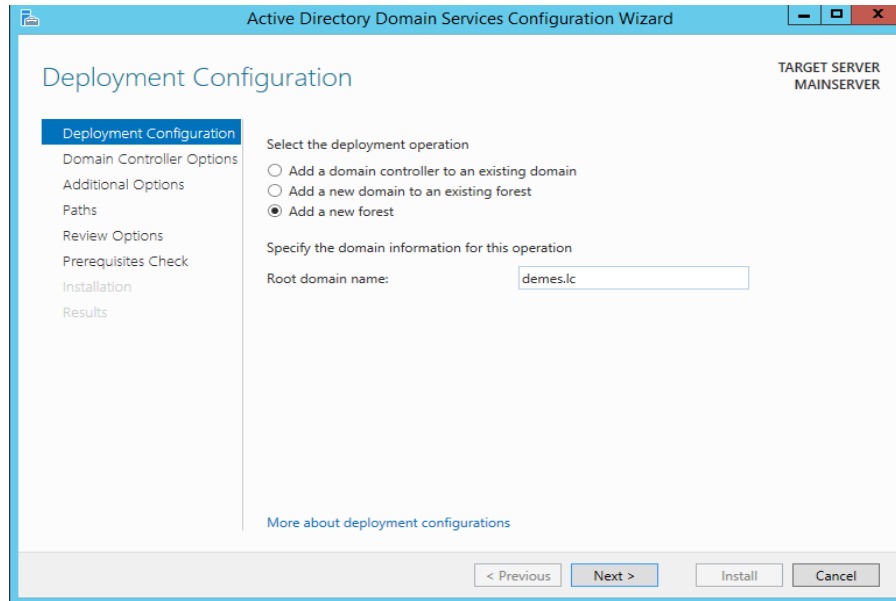 Active Directory Domain Services Configuration Wizard
Deployment Configuration
TARGET SERVER
MAINSERVER
Deployment Configuration
Domain Controller Options
Additional Options
Paths
Review Options
Prerequisites Check
Installation
Results
Select the deployment operation
Add a domain controller to an existing domain
Add a new domain to an existing forest
Add a new forest
Specify the domain information for this operation
Root domain name: demes.lc
More about deployment configurations
< Previous Next > Install Cancel